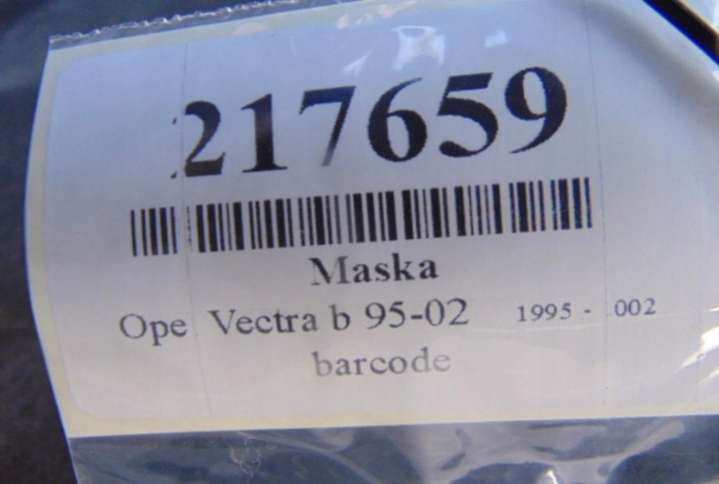 217659
Maska
Ope Vectra b 95-02 1995 - 002
barcode